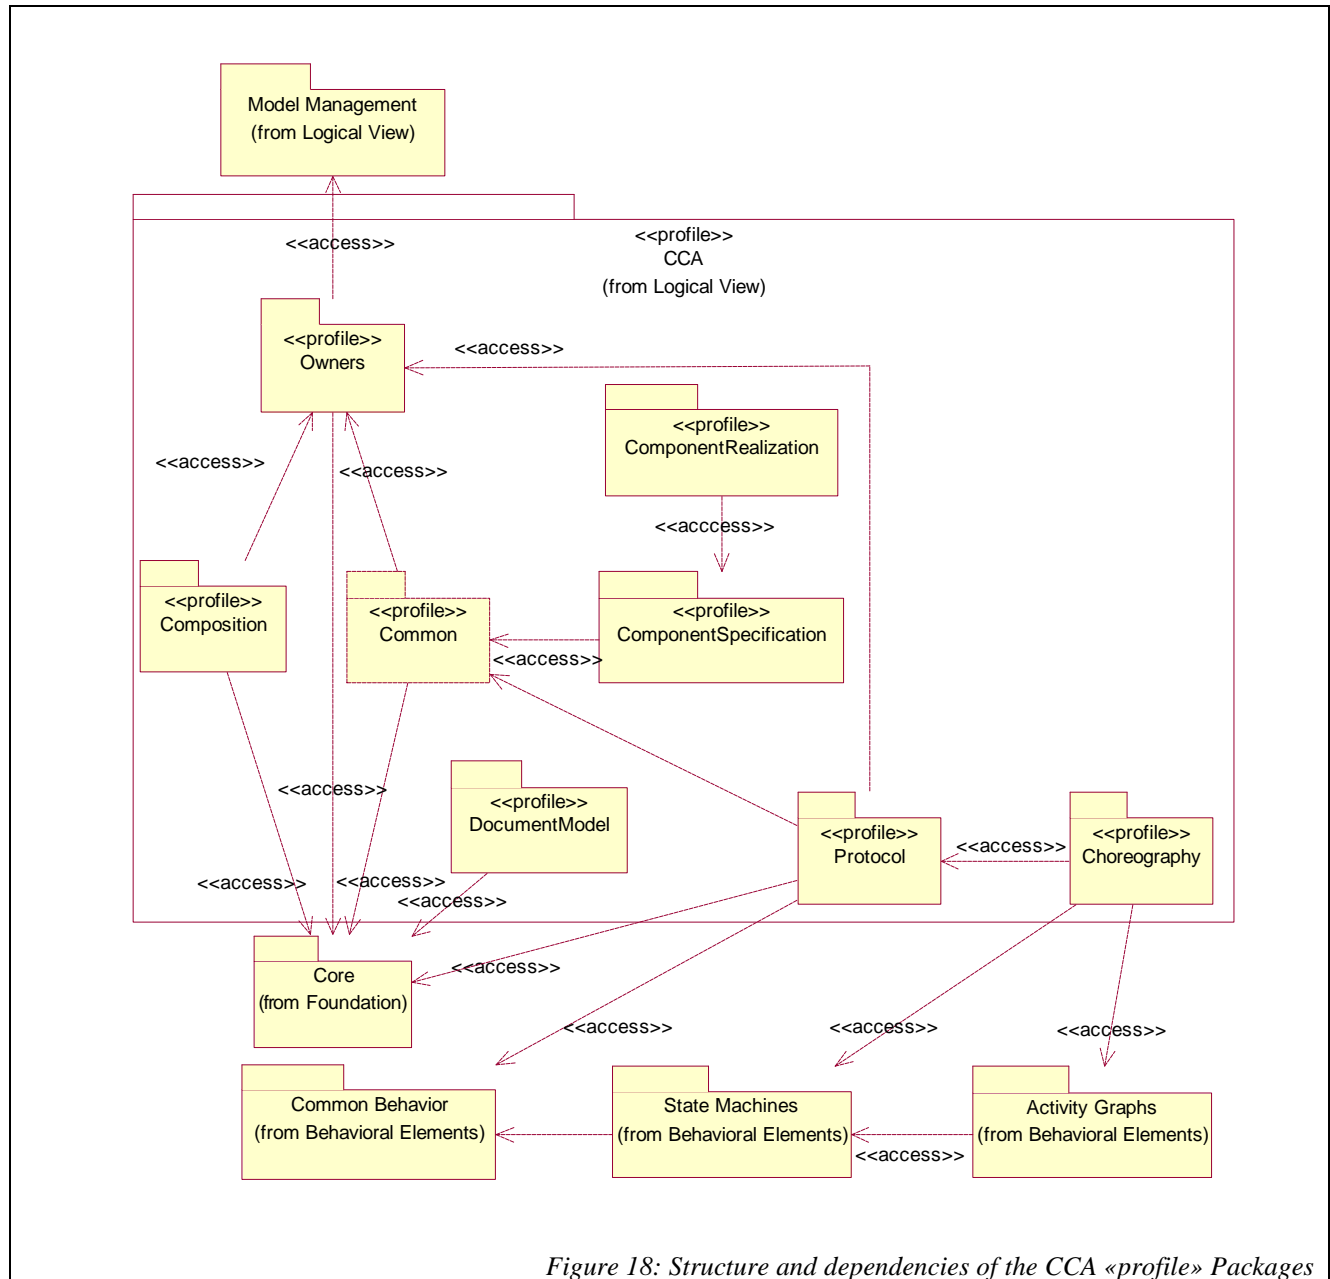 Model Management
(from Logical View)
<<access>>
<<profile>>
CCA
(from Logical View)
<<profile>>
Owners
<<access>>
<<profile>>
ComponentRealization
<<access>>
<<access>>
<<acccess>>
<<profile>>
Composition
<<profile>>
Common
<<profile>>
ComponentSpecification
<<access>>
<<access>>
<<profile>>
DocumentModel
<<profile>>
Protocol
<<access>>
<<profile>>
Choreography
<<access>>
<<access>>
<<access>>
Core
(from Foundation)
<<access>>
<<access>>
<<access>>
<<access>>
Common Behavior
(from Behavioral Elements)
State Machines
(from Behavioral Elements)
<<access>>
Activity Graphs
(from Behavioral Elements)
Figure 18: Structure and dependencies of the CCA «profile» Packages